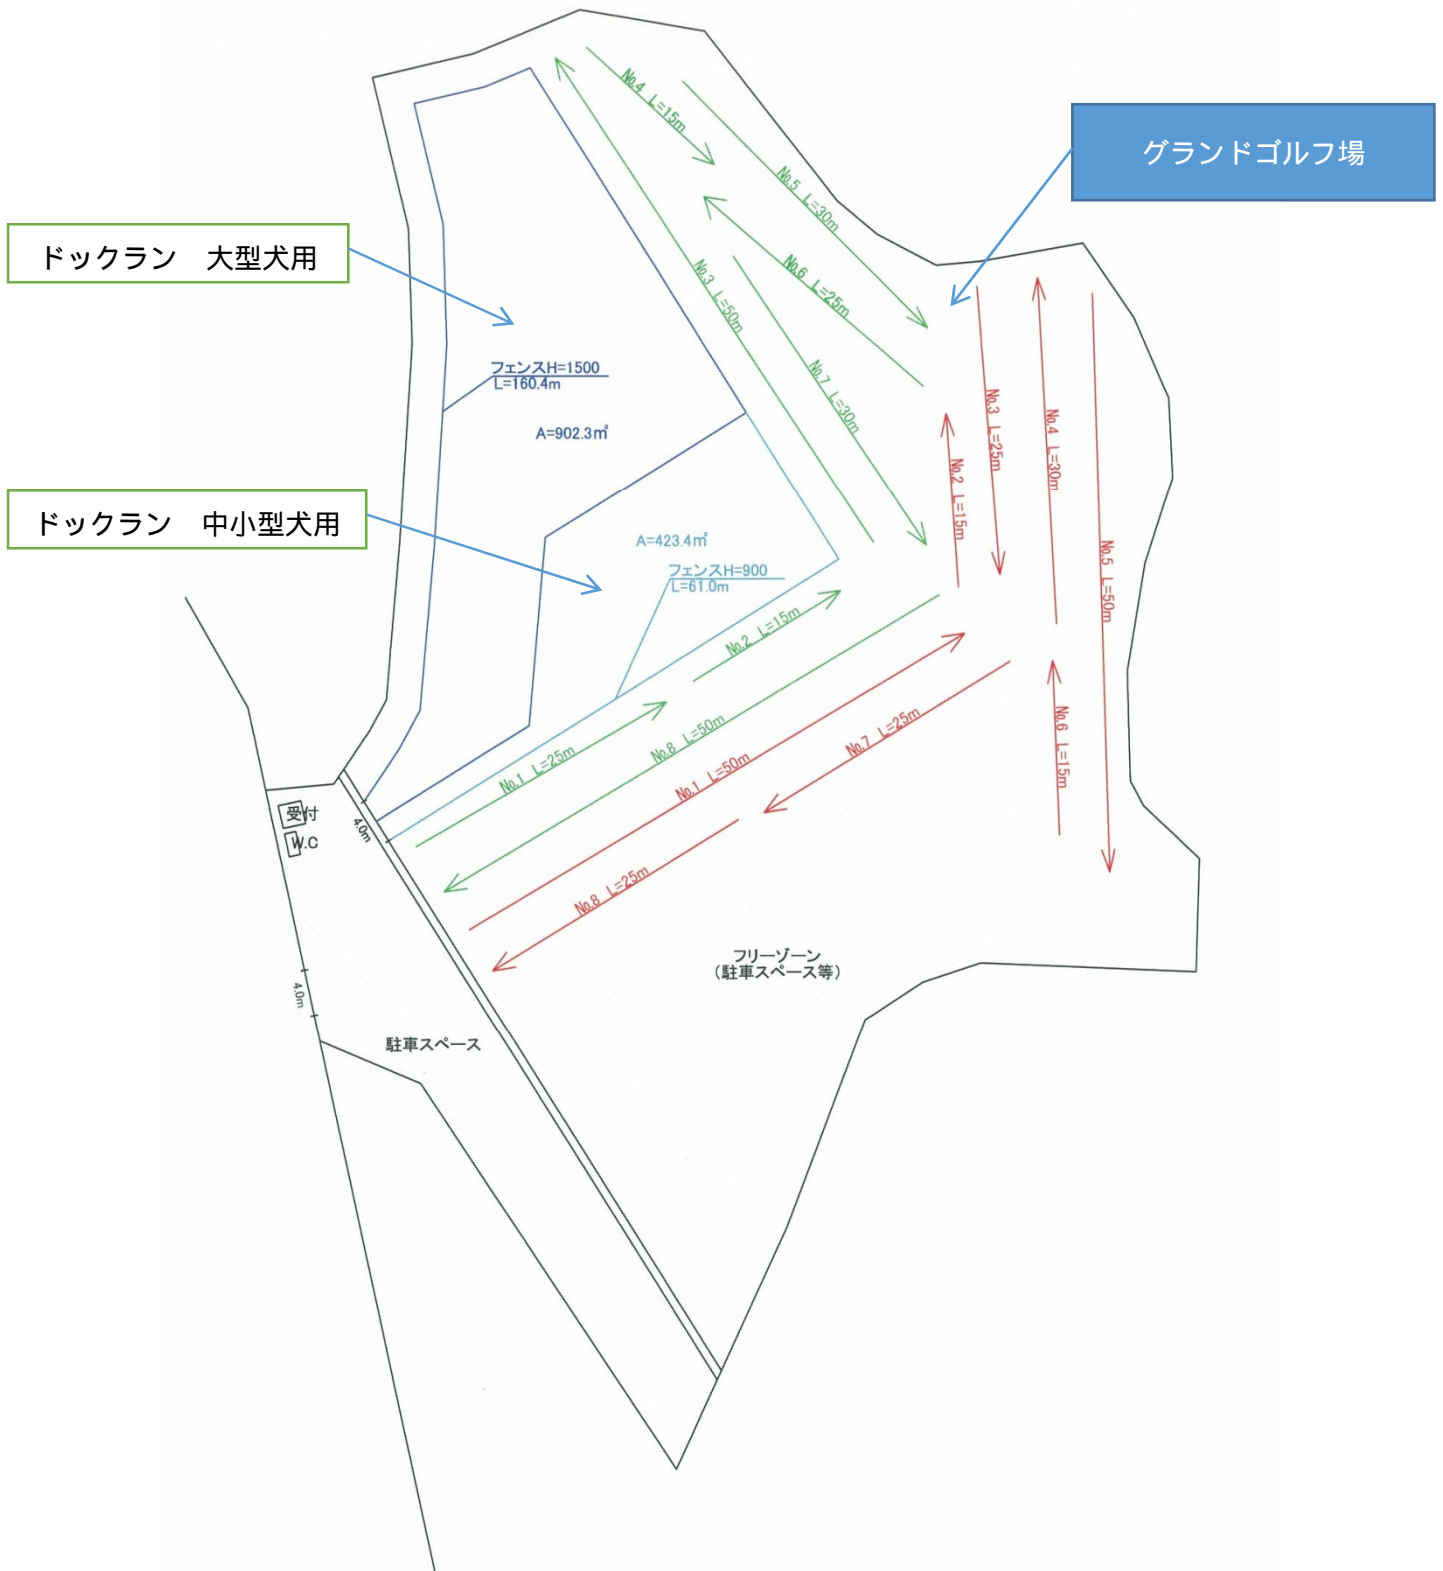 グランドゴルフ場
ドックラン　大型犬用
ドックラン　中小型犬用
No.4 L=15m
No.5 L=30m
No.6 L=25m
No.3 L=50m
No.7 L=30m
フェンスH=1500
L=160.4m
A=902.3㎡
A=423.4㎡
フェンスH=900
L=61.0m
No.2 L=15m
No.1 L=25m
No.8 L=50m
No.3 L=25m
No.4 L=30m
No.2 L=15m
No.5 L=50m
No.6 L=15m
No.7 L=25m
No.1 L=50m
No.8 L=25m
受付
W.C
4.0m
4.0m
フリーゾーン
(駐車スペース等)
駐車スペース